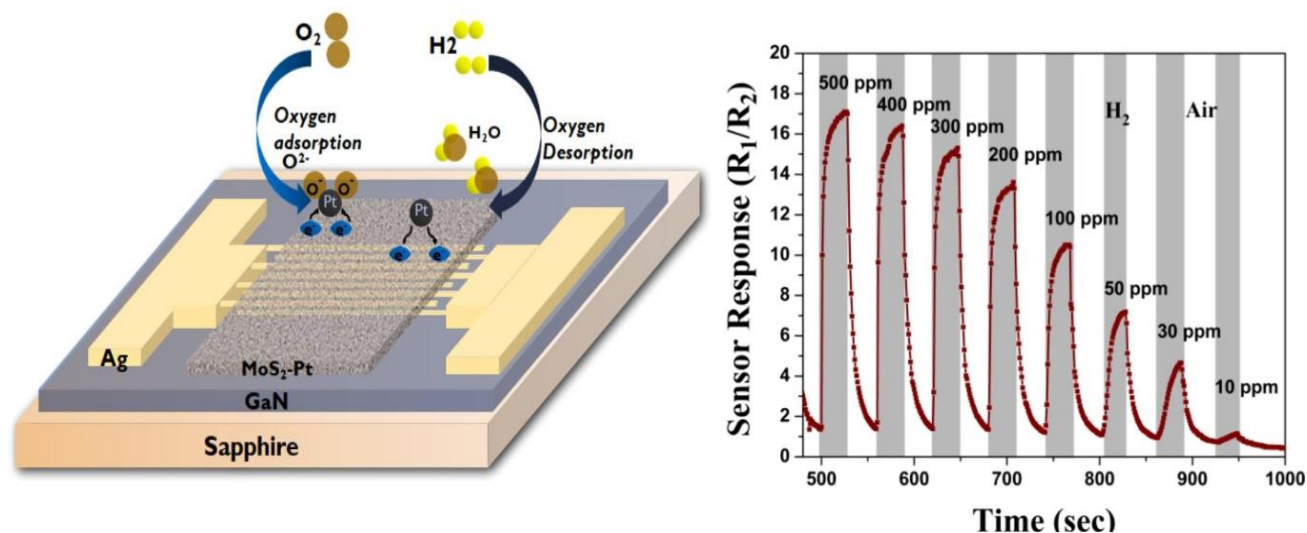 O₂
H2
Oxygen
adsorption
O²⁻
H₂O
Oxygen
Desorption
O⁻ O⁻
Pt
Pt
e⁻ e⁻
e⁻ e⁻
Ag
MoS₂-Pt
GaN
Sapphire
Sensor Response (R₁/R₂)
20
18
16
14
12
10
8
6
4
2
0
500 ppm
400 ppm
300 ppm
200 ppm
100 ppm
50 ppm
30 ppm
10 ppm
H₂
Air
500 600 700 800 900 1000
Time (sec)